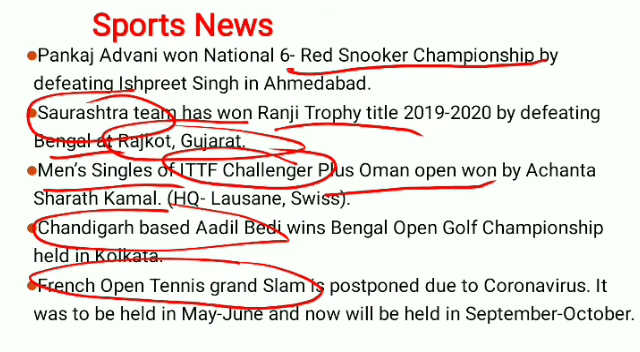 Sports News
●Pankaj Advani won National 6- Red Snooker Championship by
defeating Ishpreet Singh in Ahmedabad.
●Saurashtra team has won Ranji Trophy title 2019-2020 by defeating
Bengal at Rajkot, Gujarat.
●Men's Singles of ITTF Challenger Plus Oman open won by Achanta
Sharath Kamal. (HQ- Lausane, Swiss).
●Chandigarh based Aadil Bedi wins Bengal Open Golf Championship
held in Kolkata.
●French Open Tennis grand Slam is postponed due to Coronavirus. It
was to be held in May-June and now will be held in September-October.